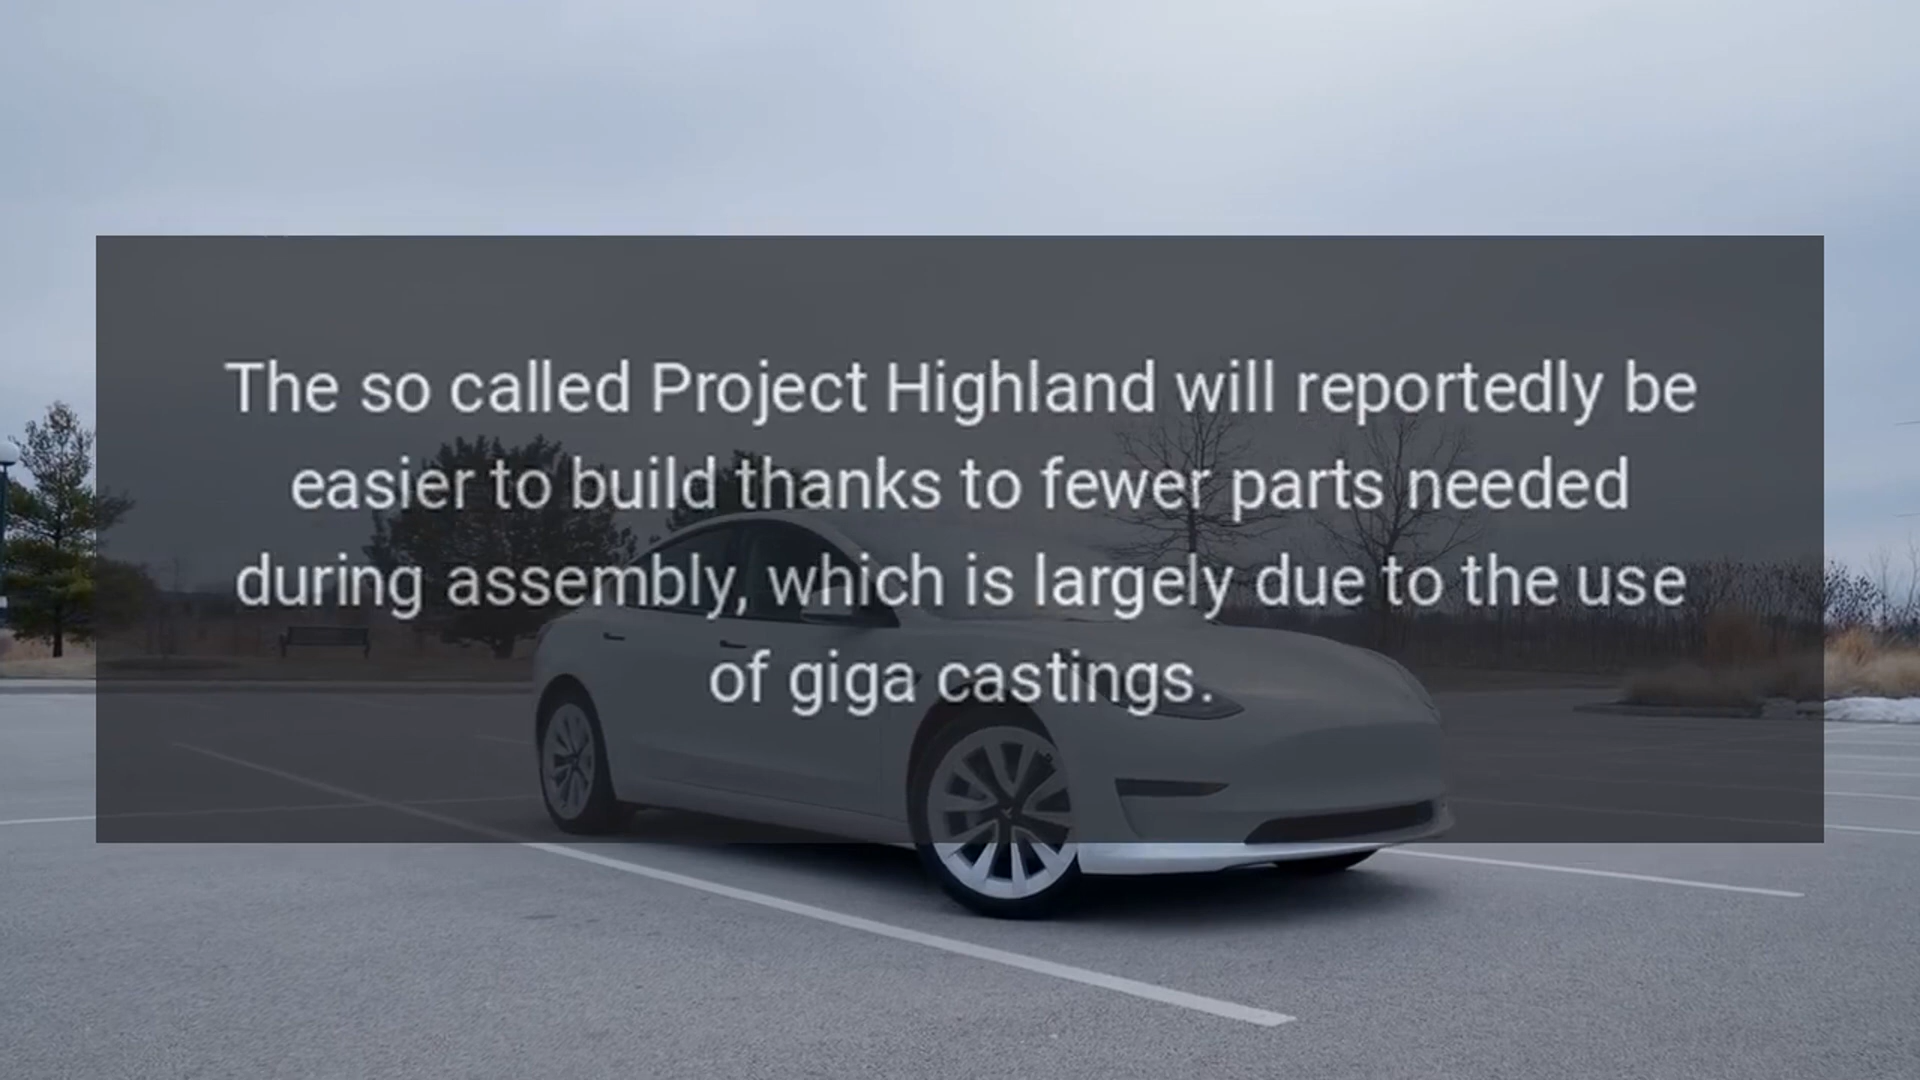 The so called Project Highland will reportedly be
easier to build thanks to fewer parts needed
during assembly, which is largely due to the use
of giga castings.